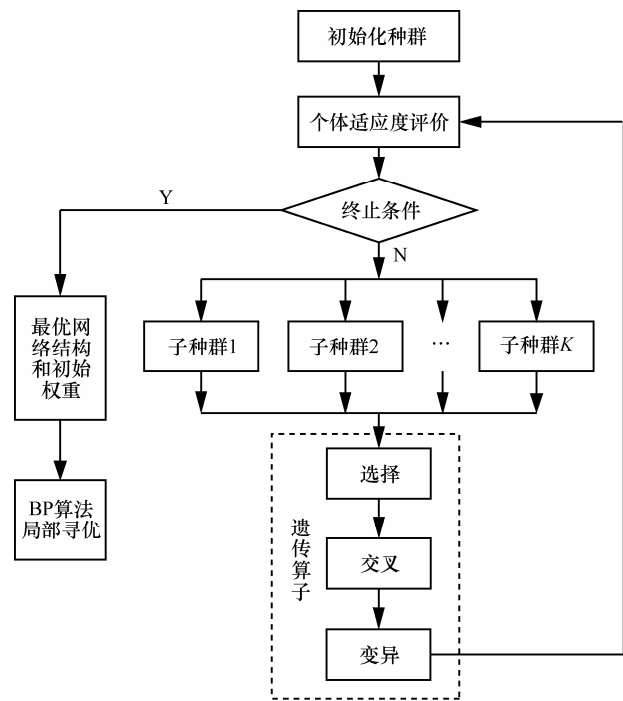 初始化种群
个体适应度评价
Y
终止条件
N
最优网
络结构
和初始
权重
子种群1
子种群2
…
子种群K
BP算法
局部寻优
遗传算子
选择
交叉
变异